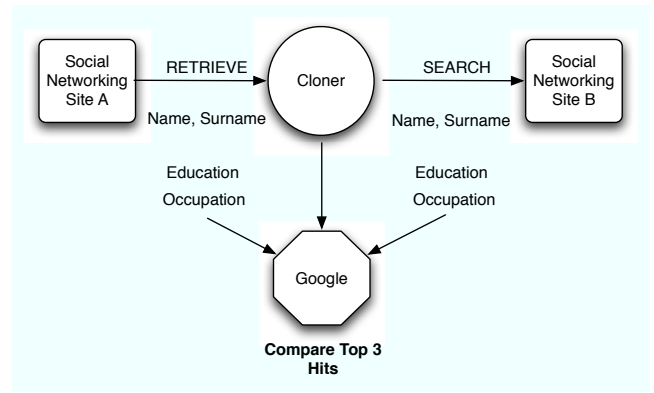 Social
Networking
Site A
RETRIEVE
Name, Surname
Cloner
SEARCH
Name, Surname
Social
Networking
Site B
Education
Occupation
Education
Occupation
Google
Compare Top 3
Hits